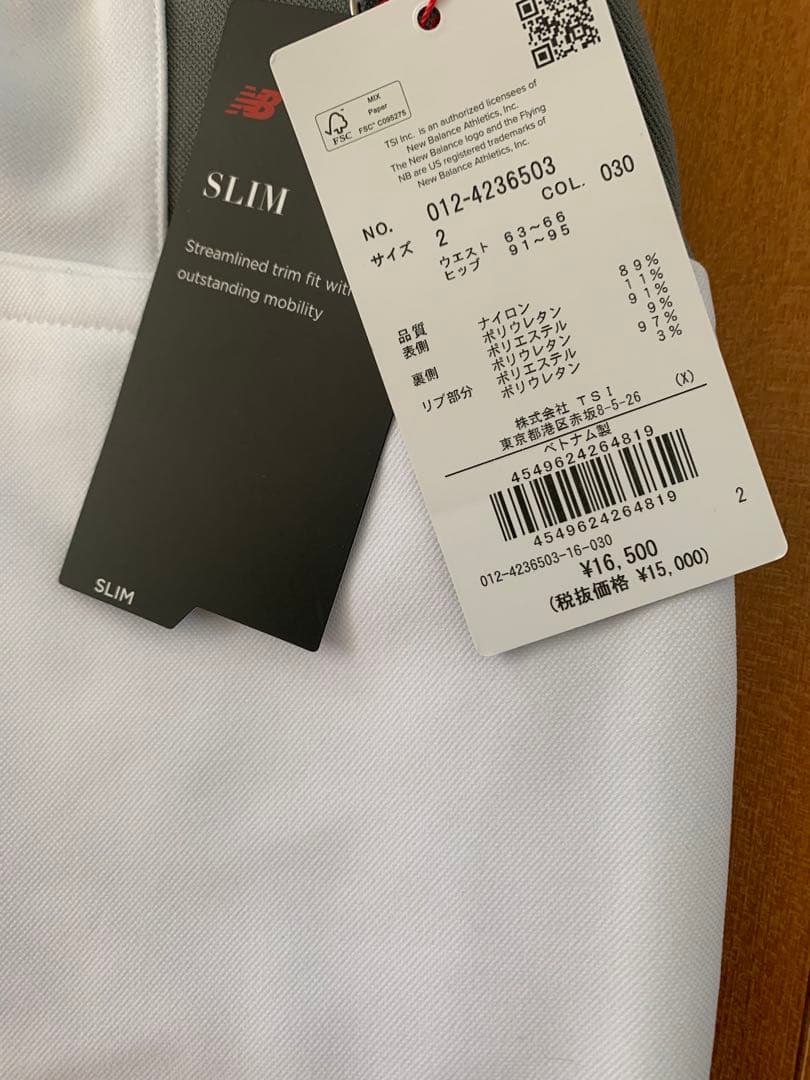 NB
SLIM
Streamlined trim fit with
outstanding mobility
SLIM
FSC
MIX
Paper
FSC® C095275
TSI Inc. is an authorized licensees of
New Balance Athletics, Inc.
The New Balance logo and the Flying
NB are US registered trademarks of
New Balance Athletics, Inc.
NO. 012-4236503
COL. 030
サイズ 2
ウエスト 63~66
ヒップ 91~95
品質
表側 ナイロン 89%
ポリウレタン 11%
裏側 ポリエステル 91%
ポリウレタン 9%
リブ部分 ポリエステル 97%
ポリウレタン 3%
株式会社 TSI (X)
東京都港区赤坂8-5-26
ベトナム製
4549624264819
4549624264819
2
012-4236503-16-030
¥16,500
(税抜価格 ¥15,000)